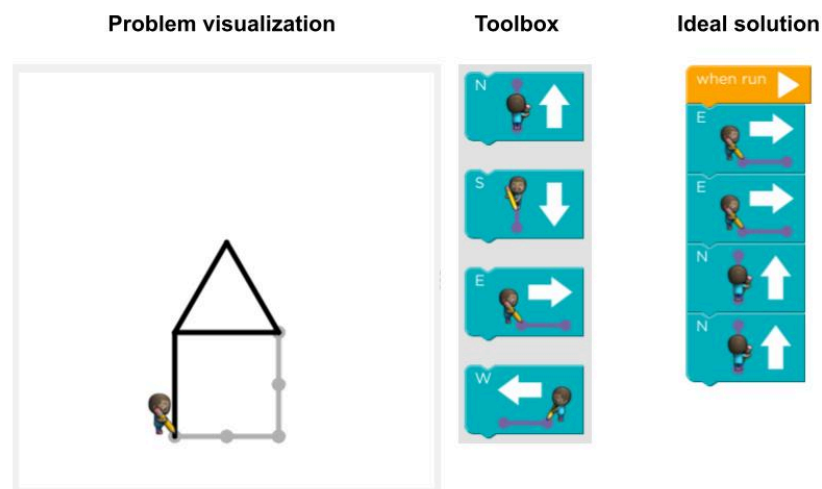 Problem visualization
Toolbox
Ideal solution
N
S
E
W
when run
E
E
N
N